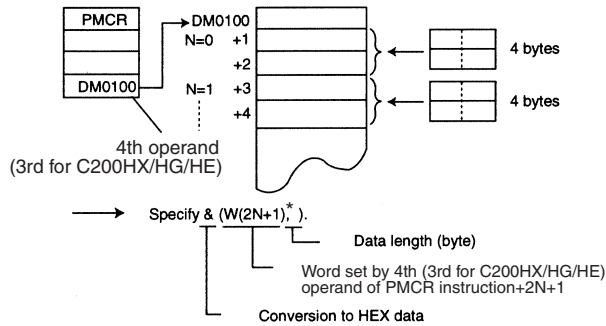 PMCR
DM0100
4th operand
(3rd for C200HX/HG/HE)
DM0100
N=0 +1
+2
N=1 +3
+4
4 bytes
4 bytes
Specify & (W(2N+1),* ).
Data length (byte)
Word set by 4th (3rd for C200HX/HG/HE)
operand of PMCR instruction+2N+1
Conversion to HEX data